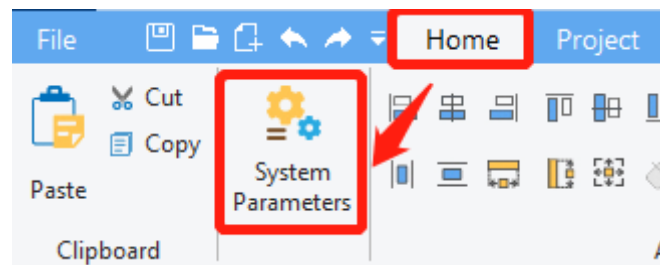 File Home Project
Cut
Copy
Paste
System
Parameters
Clipboard